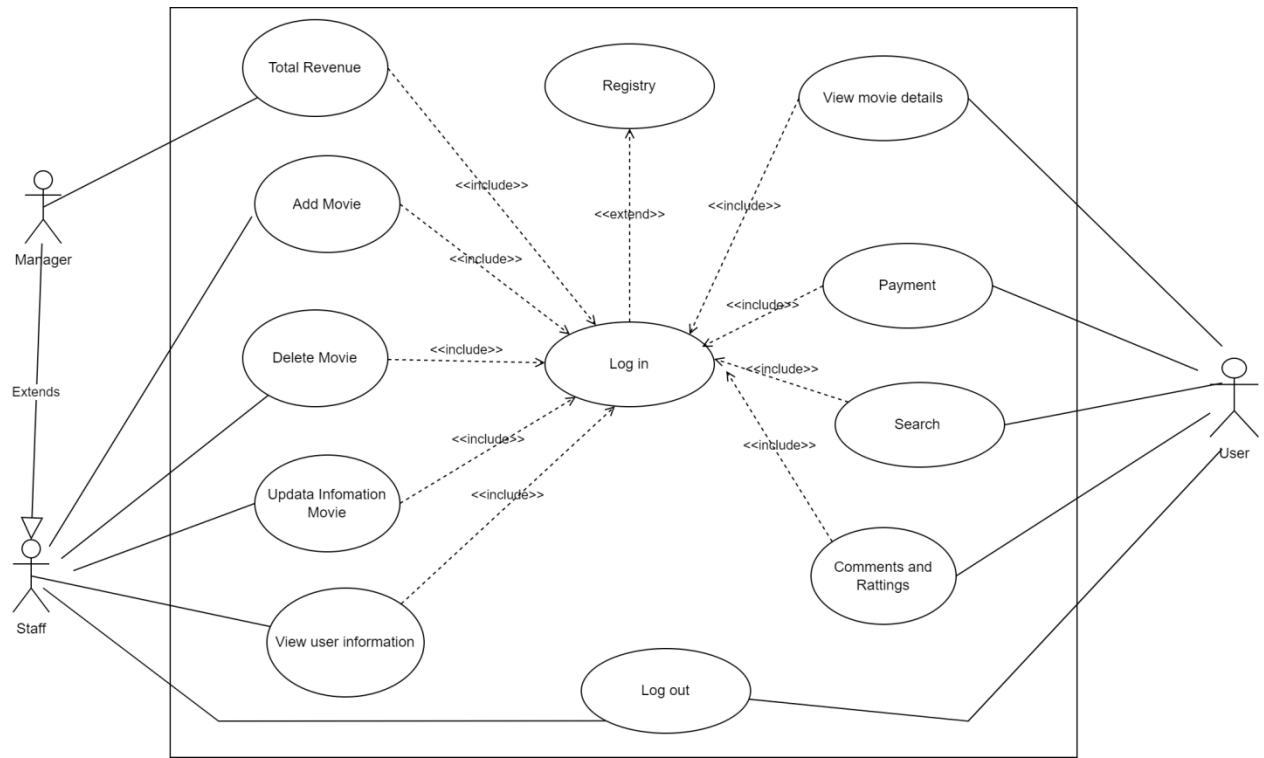 Total Revenue
Registry
View movie details
<<include>>
Add Movie
<<include>>
<<extend>>
Manager
<<include>>
Payment
<<include>>
Delete Movie
<<include>>
Log in
<<include>>
Extends
Search
<<include>>
<<include>>
User
Updata Infomation
Movie
<<include>>
Comments and
Rattings
Staff
View user information
Log out